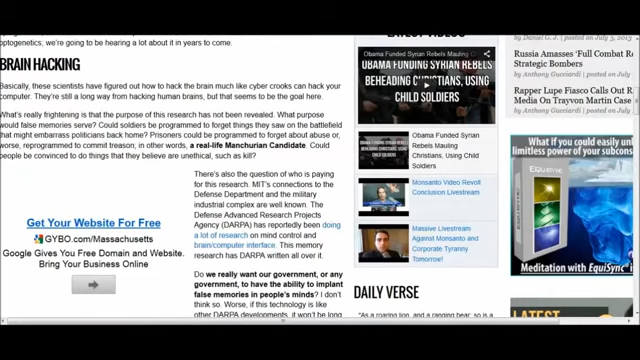 optogenetics, we're going to be hearing a lot about it in years to come.
BRAIN HACKING
Basically, these scientists have figured out how to hack the brain much like cyber crooks can hack your
computer. They're still a long way from hacking human brains, but that seems to be the goal here.
What's really frightening is that the purpose of this research has not been revealed. What purpose
would false memories serve? Could soldiers be programmed to forget things they saw on the battlefield
that might embarrass politicians back home? Prisoners could be programmed to forget about abuse or,
worse, reprogrammed to commit treason; in other words, a real-life Manchurian Candidate. Could
people be convinced to do things that they believe are unethical, such as kill?
There's also the question of who is paying
for this research. MIT's connections to the
Defense Department and the military
industrial complex are well known. The
Defense Advanced Research Projects
Agency (DARPA) has reportedly been doing
a lot of research on mind control and
brain/computer interface. This memory
research has DARPA written all over it.
Do we really want our government, or any
government, to have the ability to implant
false memories in people's minds? I don't
think so. Worse, if this technology is like
other DARPA developments, it won't be long
Get Your Website For Free
GYBO.com/Massachusetts
Google Gives You Free Domain and Website.
Bring Your Business Online
LATEST VIDEOS
Obama Funded Syrian Rebels Mauling
OBAMA FUNDING SYRIAN REBELS
BEHEADING CHRISTIANS, USING
CHILD SOLDIERS
Obama Funded Syrian
Rebels Mauling
Christians, Using Child
Soldiers
Monsanto Video Revolt
Conclusion Livestream
Massive Livestream
Against Monsanto and
Corporate Tyranny
Tomorrow!
DAILY VERSE
"As a roaring lion, and a ranging bear; so is a
by Daniel G. J. | posted on July 5, 2013
Russia Amasses 'Full Combat Re
Strategic Bombers
by Anthony Gucciardi | posted on July
Rapper Lupe Fiasco Calls Out R
Media On Trayvon Martin Case
by Anthony Gucciardi | posted on July
What if you could easily unl
limitless power of your subcons
EQUISYNC
Meditation with EquiSync
LATEST